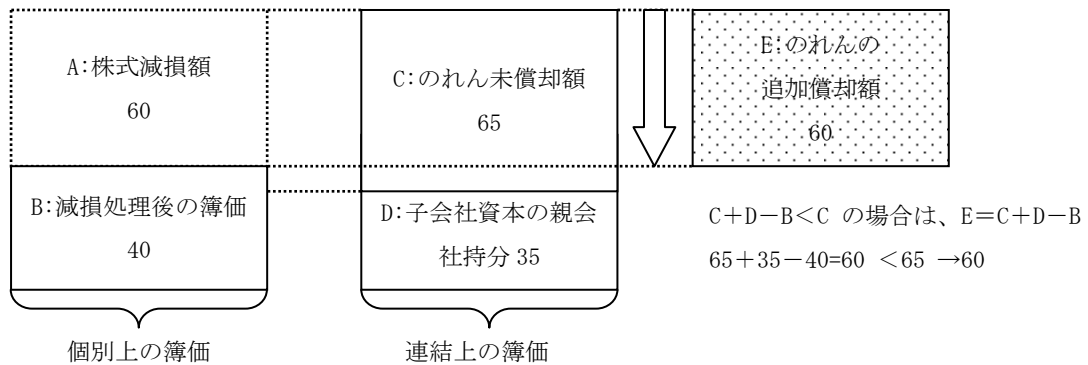 A:株式減損額
60
B:減損処理後の簿価
40
個別上の簿価
C:のれん未償却額
65
D:子会社資本の親会
社持分 35
連結上の簿価
E:のれんの
追加償却額
60
C＋D－B＜C の場合は、E＝C＋D－B
65＋35－40=60 ＜65 →60